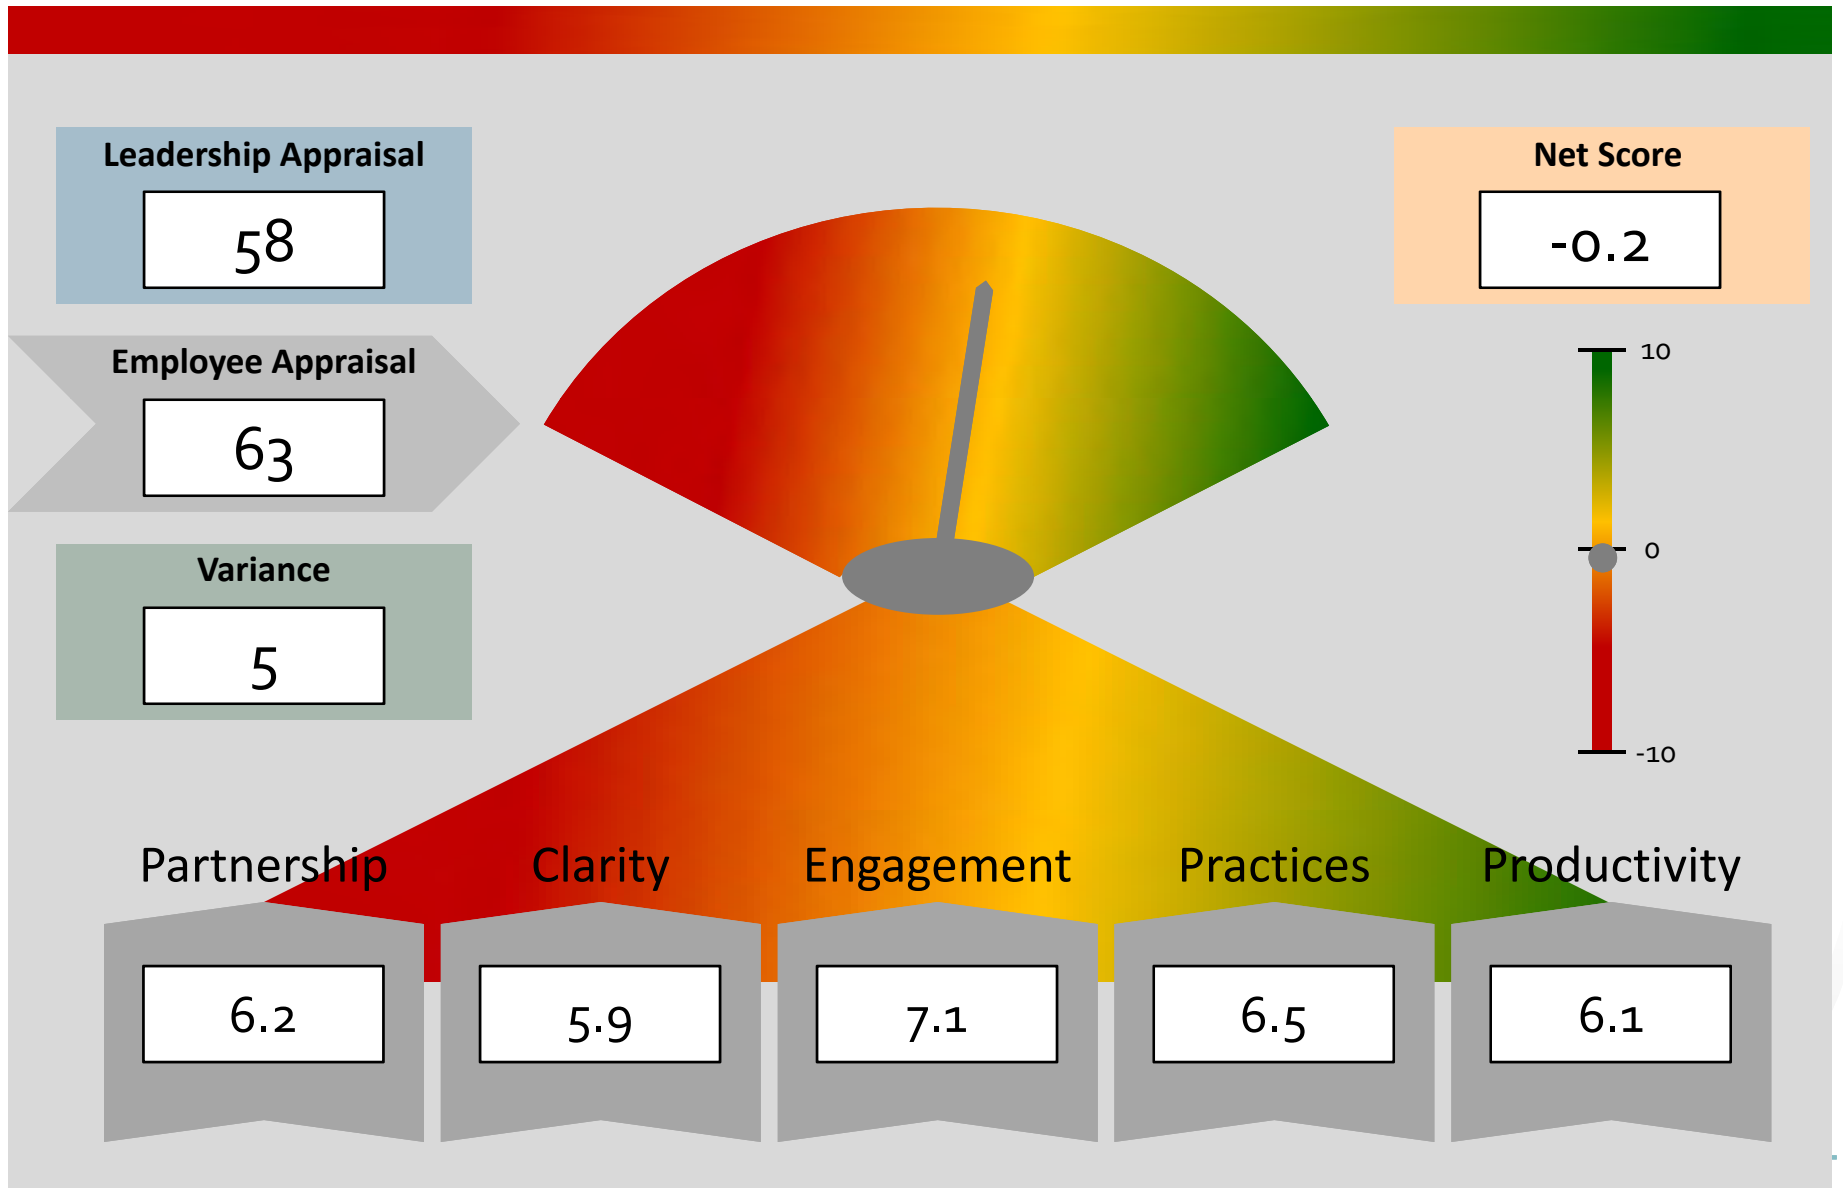 Leadership Appraisal
58
Net Score
-0.2
Employee Appraisal
63
10
0
-10
Variance
5
Partnership
Clarity
Engagement
Practices
Productivity
6.2
5.9
7.1
6.5
6.1